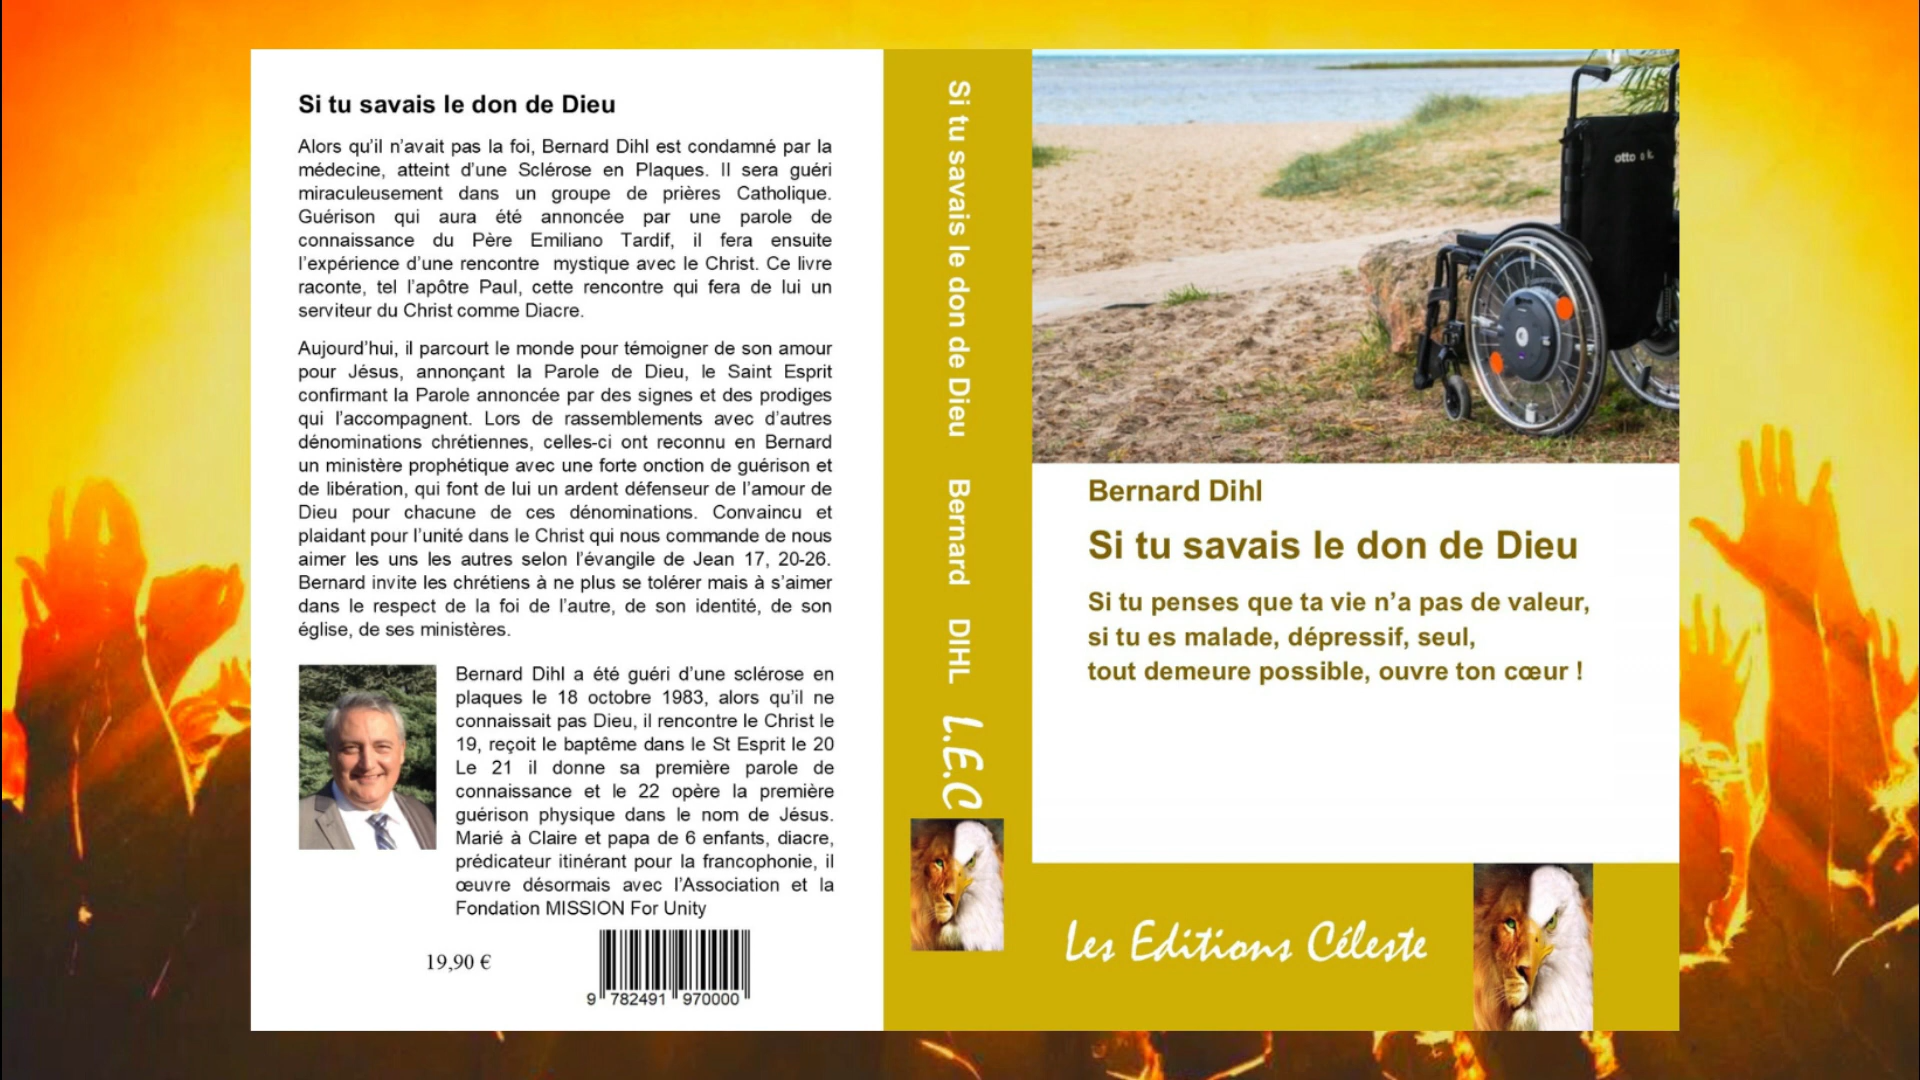 Si tu savais le don de Dieu
Alors qu’il n’avait pas la foi, Bernard Dihl est condamné par la
médecine, atteint d’une Sclérose en Plaques. Il sera guéri
miraculeusement dans un groupe de prières Catholique.
Guérison qui aura été annoncée par une parole de
connaissance du Père Emiliano Tardif, il fera ensuite
l’expérience d’une rencontre mystique avec le Christ. Ce livre
raconte, tel l’apôtre Paul, cette rencontre qui fera de lui un
serviteur du Christ comme Diacre.
Aujourd’hui, il parcourt le monde pour témoigner de son amour
pour Jésus, annonçant la Parole de Dieu, le Saint Esprit
confirmant la Parole annoncée par des signes et des prodiges
qui l’accompagnent. Lors de rassemblements avec d’autres
dénominations chrétiennes, celles-ci ont reconnu en Bernard
un ministère prophétique avec une forte onction de guérison et
de libération, qui font de lui un ardent défenseur de l’amour de
Dieu pour chacune de ces dénominations. Convaincu et
plaidant pour l’unité dans le Christ qui nous commande de nous
aimer les uns les autres selon l’évangile de Jean 17, 20-26.
Bernard invite les chrétiens à ne plus se tolérer mais à s’aimer
dans le respect de la foi de l’autre, de son identité, de son
église, de ses ministères.
Bernard Dihl a été guéri d’une sclérose en
plaques le 18 octobre 1983, alors qu’il ne
connaissait pas Dieu, il rencontre le Christ le
19, reçoit le baptême dans le St Esprit le 20
Le 21 il donne sa première parole de
connaissance et le 22 opère la première
guérison physique dans le nom de Jésus.
Marié à Claire et papa de 6 enfants, diacre,
prédicateur itinérant pour la francophonie, il
œuvre désormais avec l’Association et la
Fondation MISSION For Unity
19,90 €
9 782491 970000
Si tu savais le don de Dieu Bernard DIHL L.E.C
otto
Bernard Dihl
Si tu savais le don de Dieu
Si tu penses que ta vie n’a pas de valeur,
si tu es malade, dépressif, seul,
tout demeure possible, ouvre ton cœur !
Les Editions Céleste